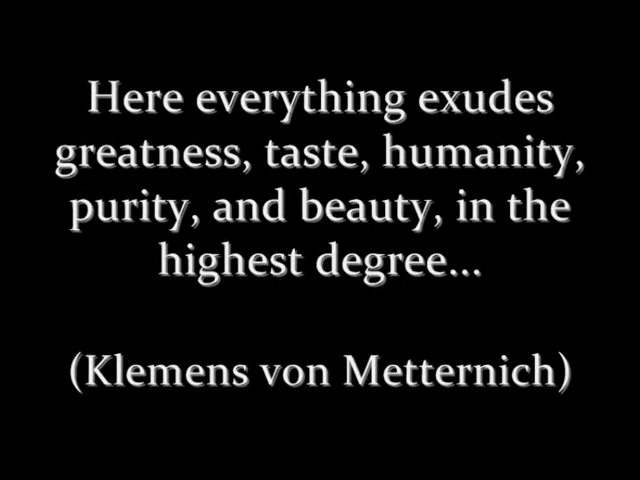 Here everything exudes
greatness, taste, humanity,
purity, and beauty, in the
highest degree...
(Klemens von Metternich)